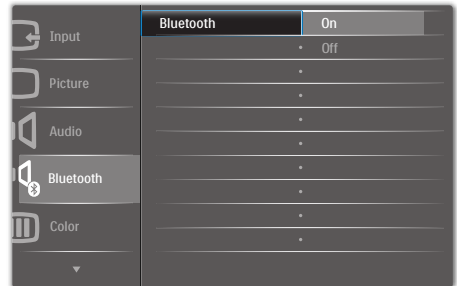 Input
Picture
Audio
Bluetooth
Color
Bluetooth On
Off